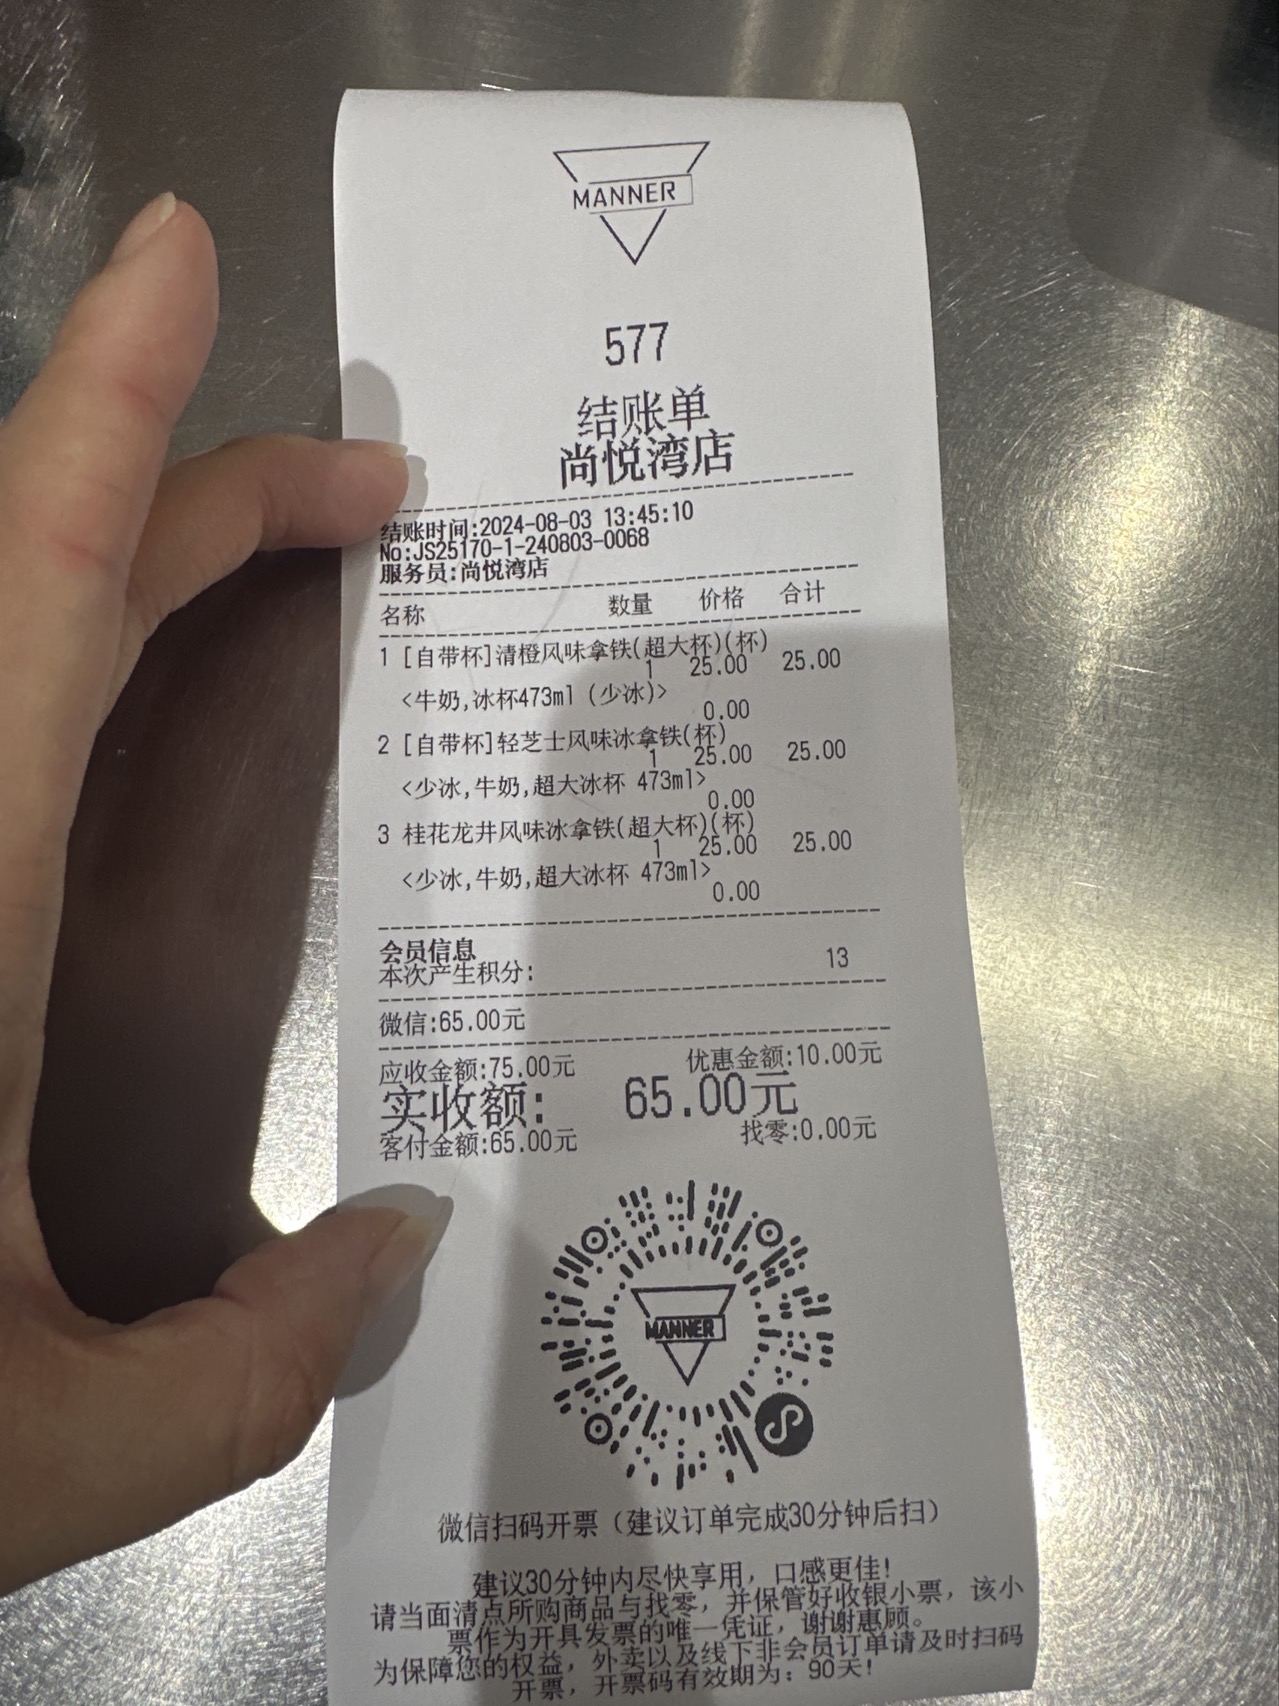 MANNER
577
结账单
尚悦湾店
结账时间:2024-08-03 13:45:10
No:JS25170-1-240803-0068
服务员:尚悦湾店
名称 数量 价格 合计
1 [自带杯]清橙风味拿铁(超大杯)(杯)
1 25.00 25.00
<牛奶,冰杯473ml (少冰)>
0.00
2 [自带杯]轻芝士风味冰拿铁(杯)
1 25.00 25.00
<少冰,牛奶,超大冰杯 473ml>
0.00
3 桂花龙井风味冰拿铁(超大杯)(杯)
1 25.00 25.00
<少冰,牛奶,超大冰杯 473ml>
0.00
会员信息
本次产生积分: 13
微信:65.00元
应收金额:75.00元 优惠金额:10.00元
实收额: 65.00元
客付金额:65.00元 找零:0.00元
MANNER
微信扫码开票（建议订单完成30分钟后扫）
建议30分钟内尽快享用，口感更佳!
请当面清点所购商品与找零，并保管好收银小票，该小
票作为开具发票的唯一凭证，谢谢惠顾。
为保障您的权益，外卖以及线下非会员订单请及时扫码
开票，开票码有效期为：90天!